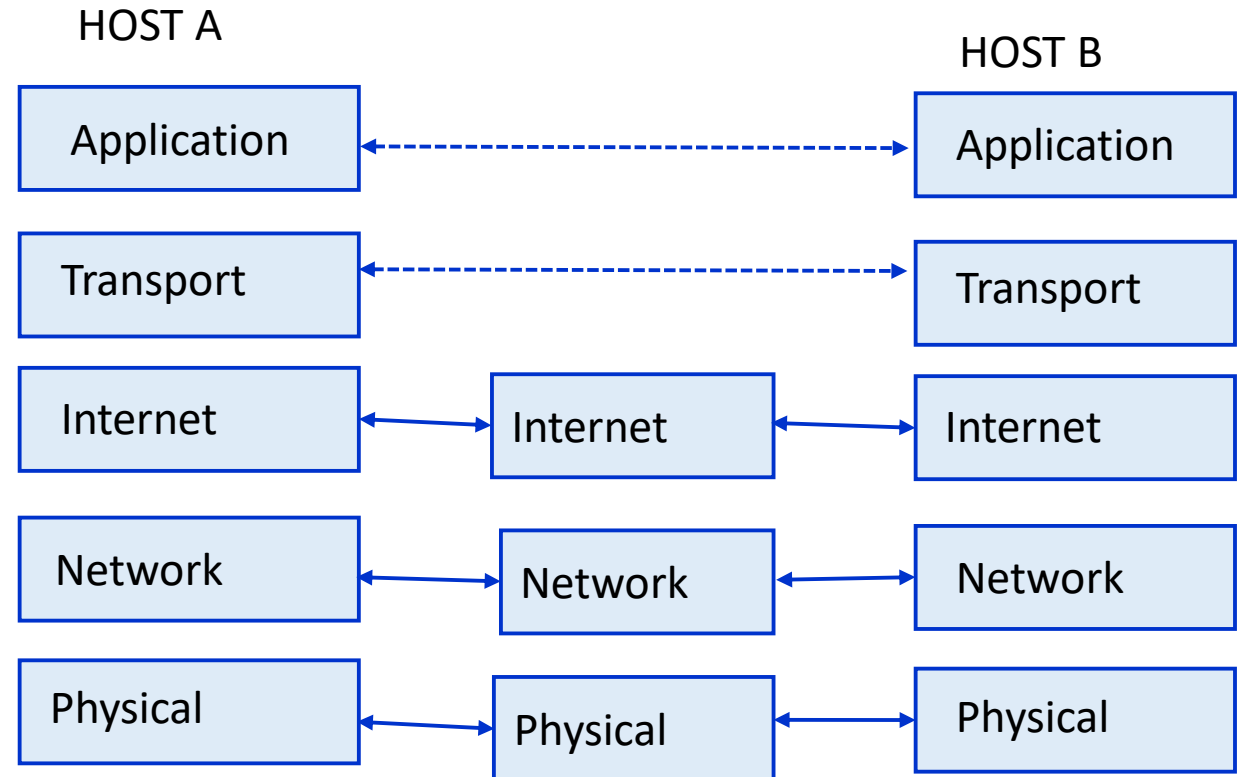 HOST A
HOST B
Application
Application
Transport
Transport
Internet
Internet
Internet
Network
Network
Network
Physical
Physical
Physical